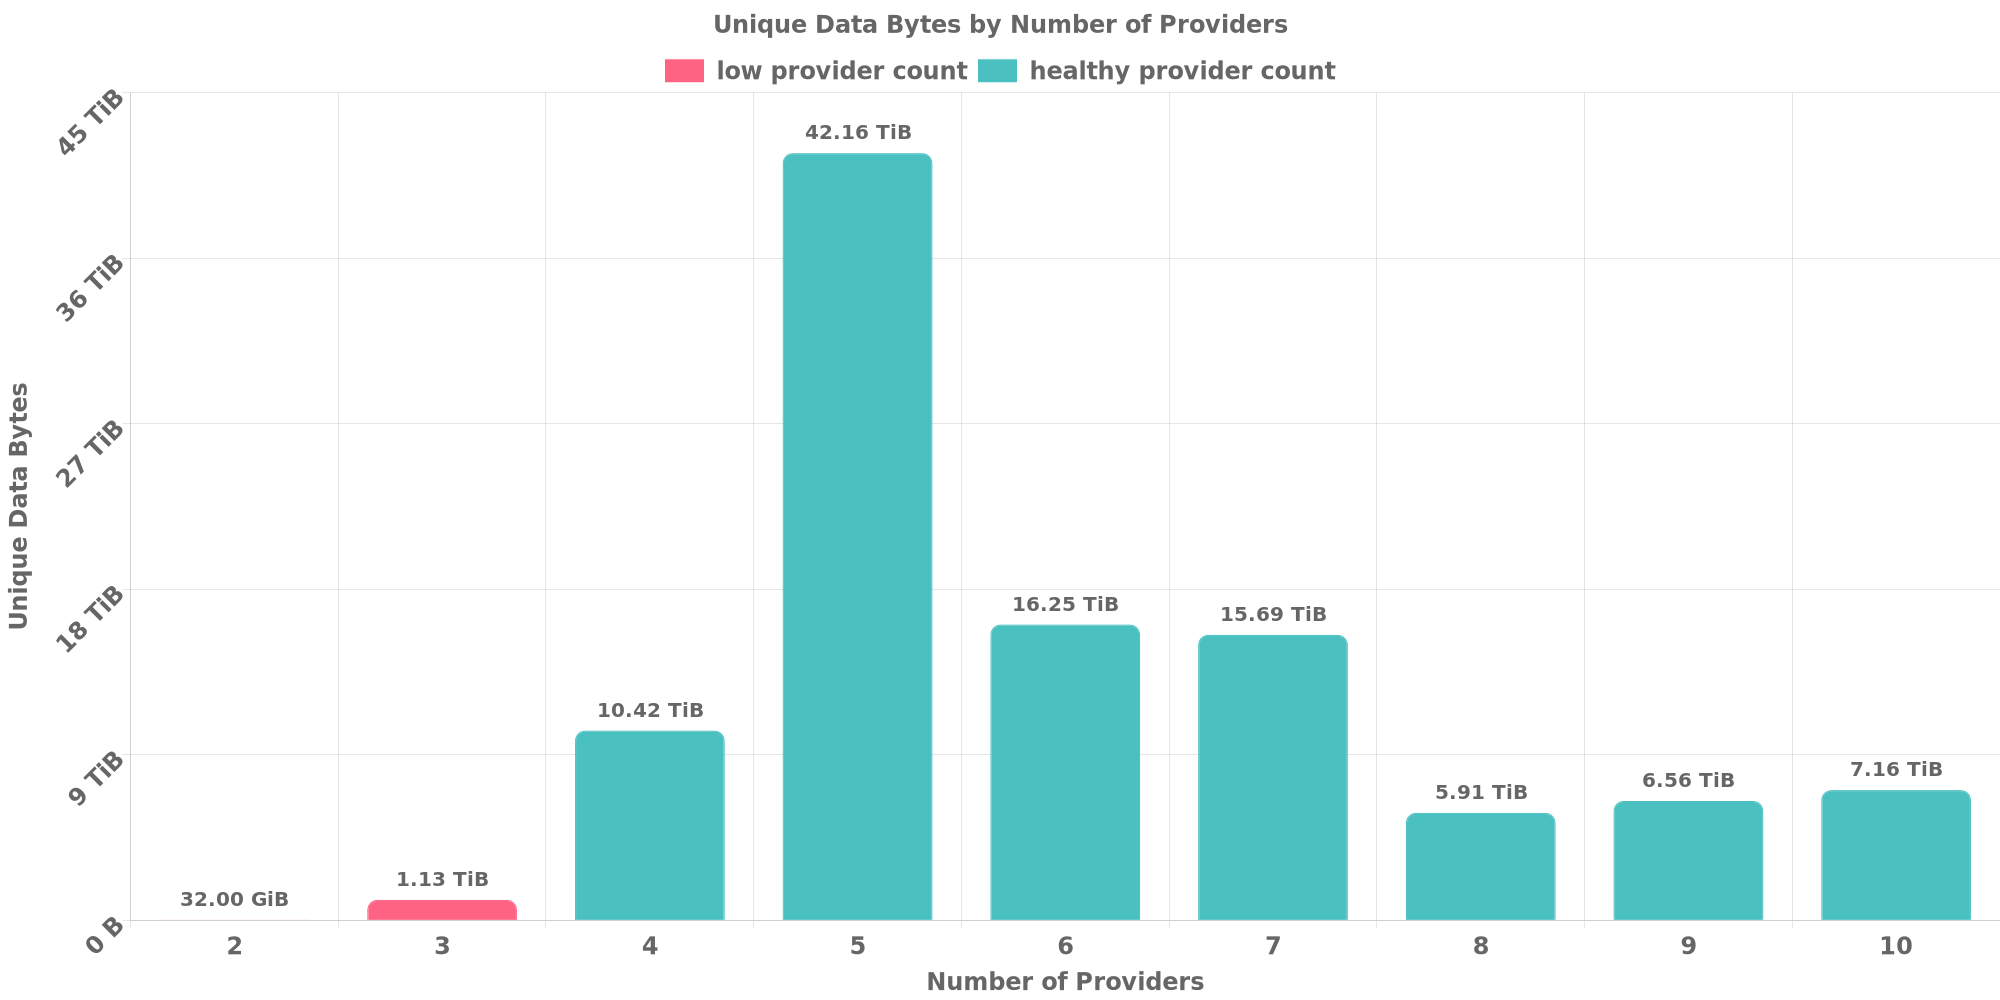 Unique Data Bytes by Number of Providers
low provider count healthy provider count
45 TiB
36 TiB
27 TiB
18 TiB
9 TiB
0 B
Unique Data Bytes
32.00 GiB
1.13 TiB
10.42 TiB
42.16 TiB
16.25 TiB
15.69 TiB
5.91 TiB
6.56 TiB
7.16 TiB
2 3 4 5 6 7 8 9 10
Number of Providers